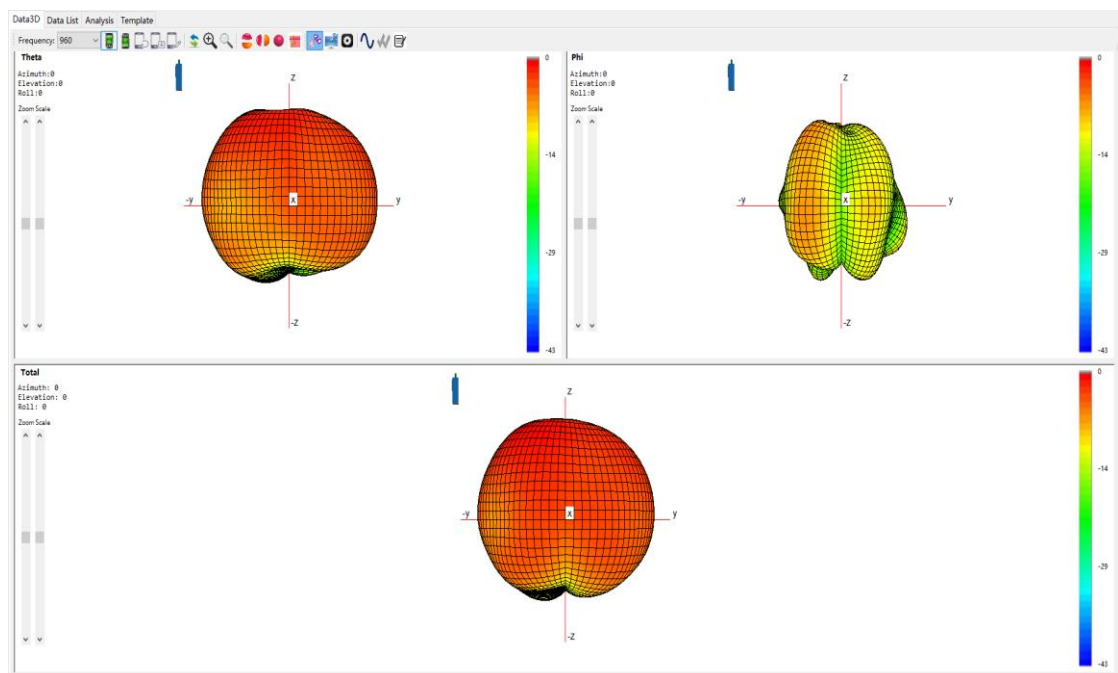 Data3D Data List Analysis Template
Frequency: 960
Theta
Azimuth:0
Elevation:0
Roll:0
Zoom Scale
Z
-y
X
y
-Z
0
-14
-29
-43
Phi
Azimuth:0
Elevation:0
Roll:0
Zoom Scale
Z
-y
X
y
-Z
0
-14
-29
-43
Total
Azimuth: 0
Elevation: 0
Roll: 0
Zoom Scale
Z
-y
X
y
-Z
0
-14
-29
-43